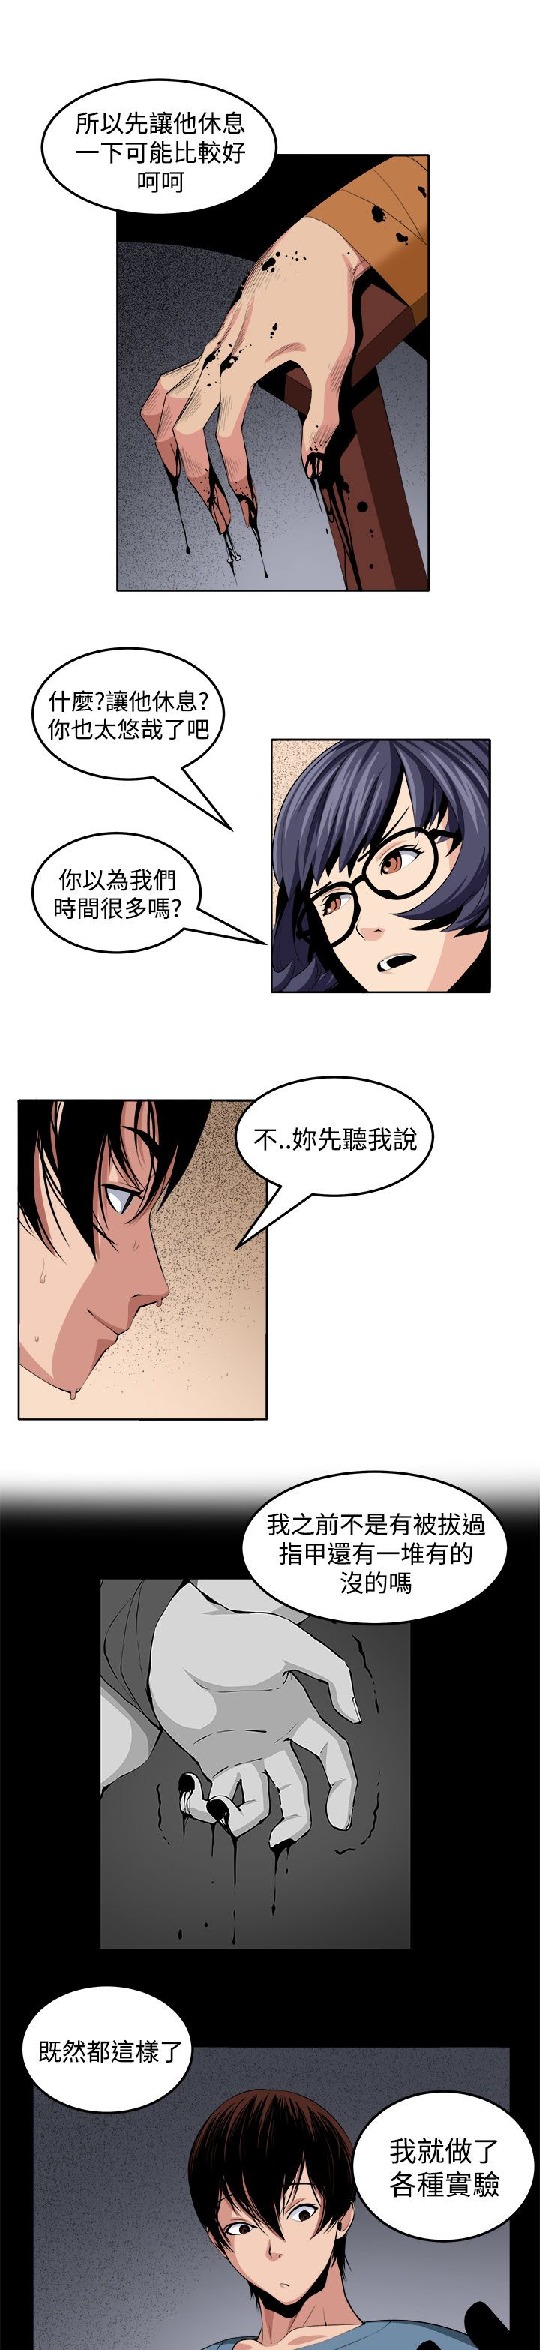 所以先讓他休息
一下可能比較好
呵呵
什麼?讓他休息?
你也太悠哉了吧
你以為我們
時間很多嗎?
不..妳先聽我說
我之前不是有被拔過
指甲還有一堆有的
沒的嗎
既然都這樣了
我就做了
各種實驗